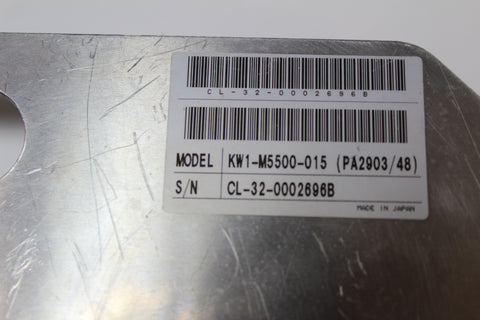 CL-32-0002696B
MODEL KW1-M5500-015 (PA2903/48)
S/N CL-32-0002696B
MADE IN JAPAN